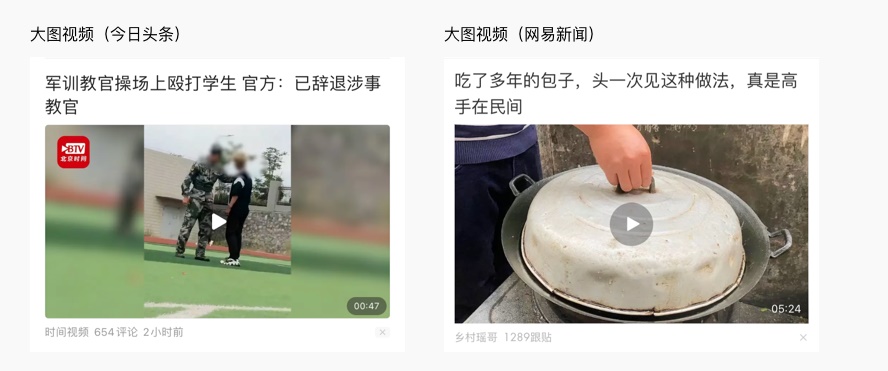 大图视频（今日头条）
军训教官操场上殴打学生 官方：已辞退涉事
教官
BTV
北京时间
00:47
时间视频 654评论 2小时前
大图视频（网易新闻）
吃了多年的包子，头一次见这种做法，真是高
手在民间
05:24
乡村瑶哥 1289跟贴